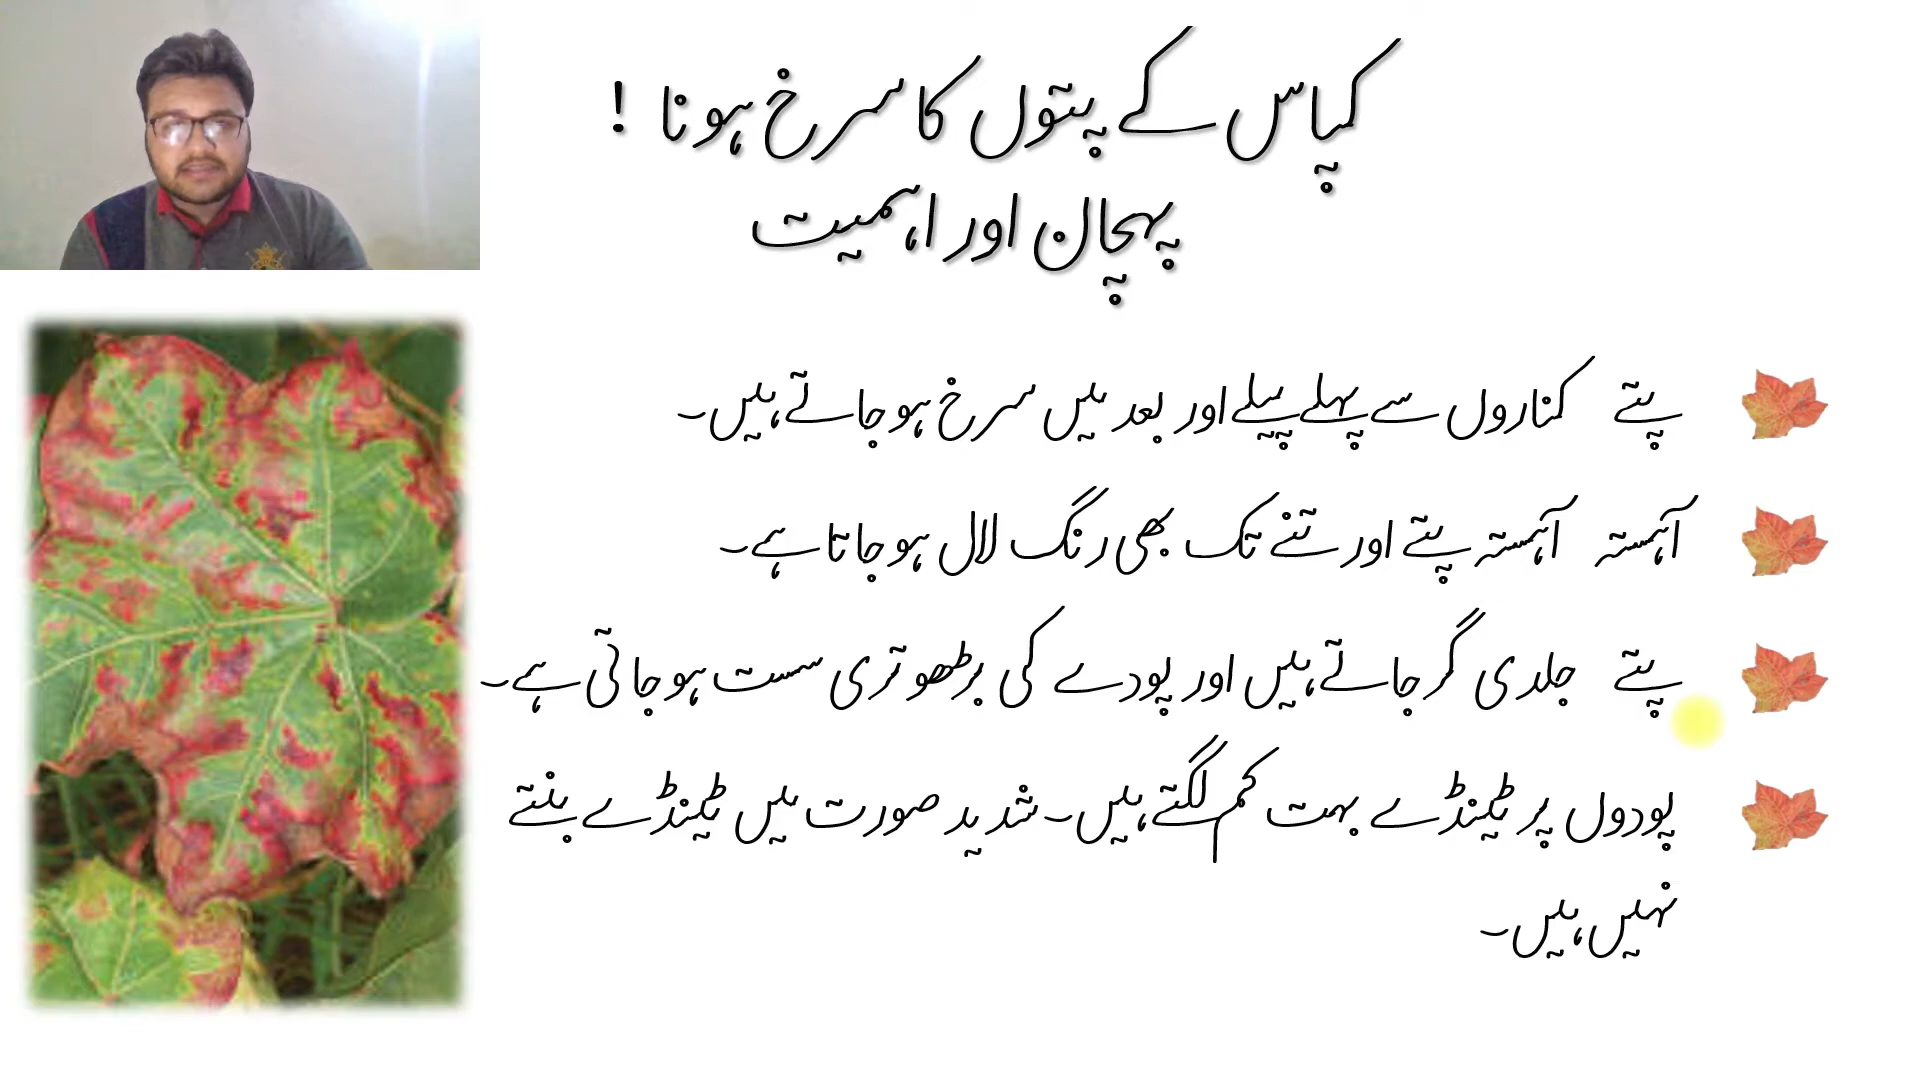 کپاس کے پتوں کا سرخ ہونا !
پہچان اور اہمیت
پتے کناروں سے پہلے پیلے اور بعد میں سرخ ہو جاتے ہیں۔
آہستہ آہستہ پتے اور تنے تک بھی رنگ لال ہو جاتا ہے۔
پتے جلدی گر جاتے ہیں اور پودے کی بڑھوتری سست ہو جاتی ہے۔
پودوں پر ٹینڈے بہت کم لگتے ہیں۔ شدید صورت میں ٹینڈے بنتے
نہیں ہیں۔